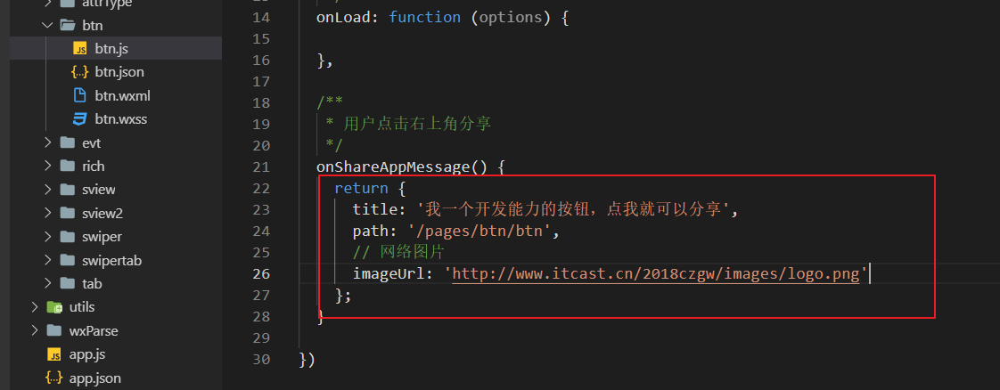 attrType
btn
btn.js
btn.json
btn.wxml
btn.wxss
evt
rich
sview
sview2
swiper
swipertab
tab
utils
wxParse
app.js
app.json
14 onLoad: function (options) {
15
16 },
17
18 /**
19 * 用户点击右上角分享
20 */
21 onShareAppMessage() {
22 return {
23 title: '我一个开发能力的按钮，点我就可以分享',
24 path: '/pages/btn/btn',
25 // 网络图片
26 imageUrl: 'http://www.itcast.cn/2018czgw/images/logo.png'
27 };
28 }
29
30 })